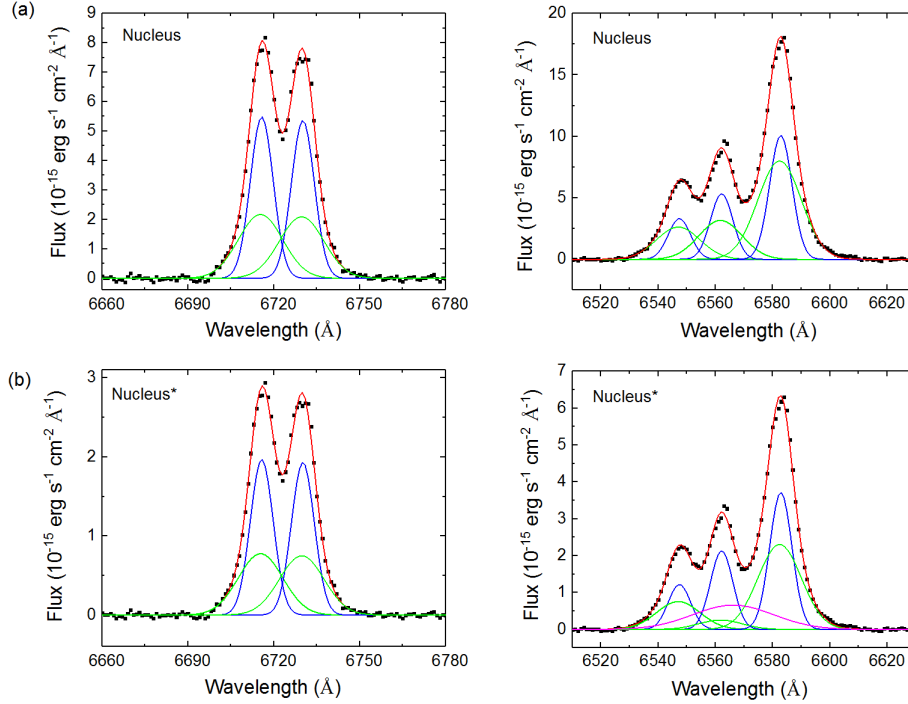 (a)
Nucleus
Flux (10⁻¹⁵ erg s⁻¹ cm⁻² Å⁻¹)
9
8
7
6
5
4
3
2
1
0
6660 6690 6720 6750 6780
Wavelength (Å)
Nucleus
Flux (10⁻¹⁵ erg s⁻¹ cm⁻² Å⁻¹)
20
15
10
5
0
6520 6540 6560 6580 6600 6620
Wavelength (Å)
(b)
Nucleus*
Flux (10⁻¹⁵ erg s⁻¹ cm⁻² Å⁻¹)
3
2
1
0
6660 6690 6720 6750 6780
Wavelength (Å)
Nucleus*
Flux (10⁻¹⁵ erg s⁻¹ cm⁻² Å⁻¹)
7
6
5
4
3
2
1
0
6520 6540 6560 6580 6600 6620
Wavelength (Å)